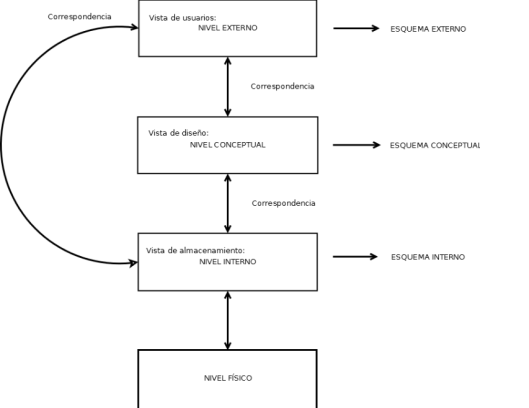 Correspondencia
Vista de usuarios:
NIVEL EXTERNO
ESQUEMA EXTERNO
Correspondencia
Vista de diseño:
NIVEL CONCEPTUAL
ESQUEMA CONCEPTUAL
Correspondencia
Vista de almacenamiento:
NIVEL INTERNO
ESQUEMA INTERNO
NIVEL FÍSICO